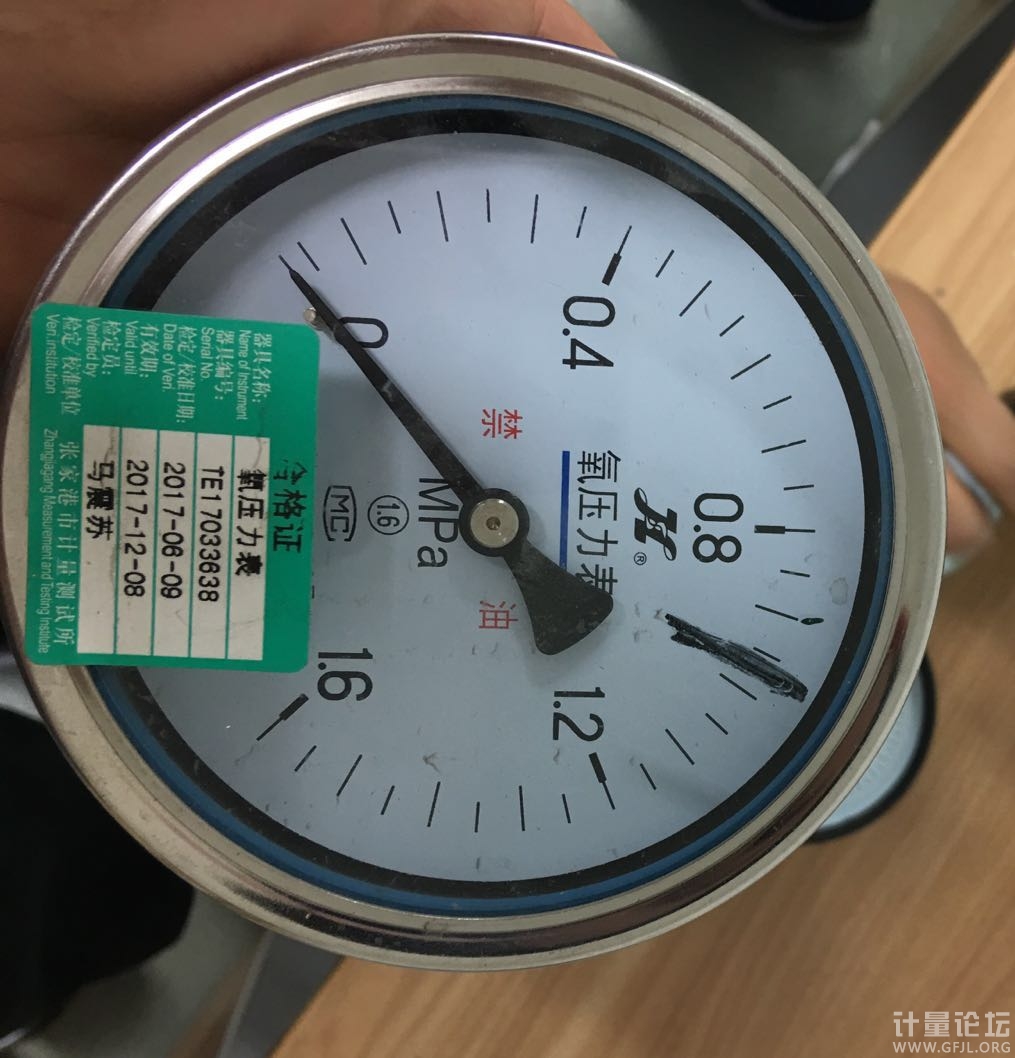 0
0.4
0.8
1.2
1.6
禁油
MPa
1.6
MC
氧压力表
®
合格证
器具名称:
Name of Instrument
氧压力表
器具编号:
Serial No.
TE17033638
检定/校准日期:
Date of Veri.
2017-06-09
有效期:
Valid until
2017-12-08
检定员:
Verified by
马震苏
检定/校准单位
Veri.institution
张家港市计量测试所
Zhangjiagang Measurement and Testing Institute
计量论坛
WWW.GFJL.ORG